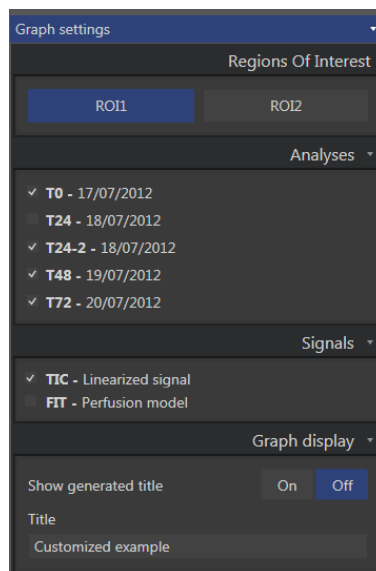 Graph settings
Regions Of Interest
ROI1 ROI2
Analyses
T0 - 17/07/2012
T24 - 18/07/2012
T24-2 - 18/07/2012
T48 - 19/07/2012
T72 - 20/07/2012
Signals
TIC - Linearized signal
FIT - Perfusion model
Graph display
Show generated title On Off
Title
Customized example